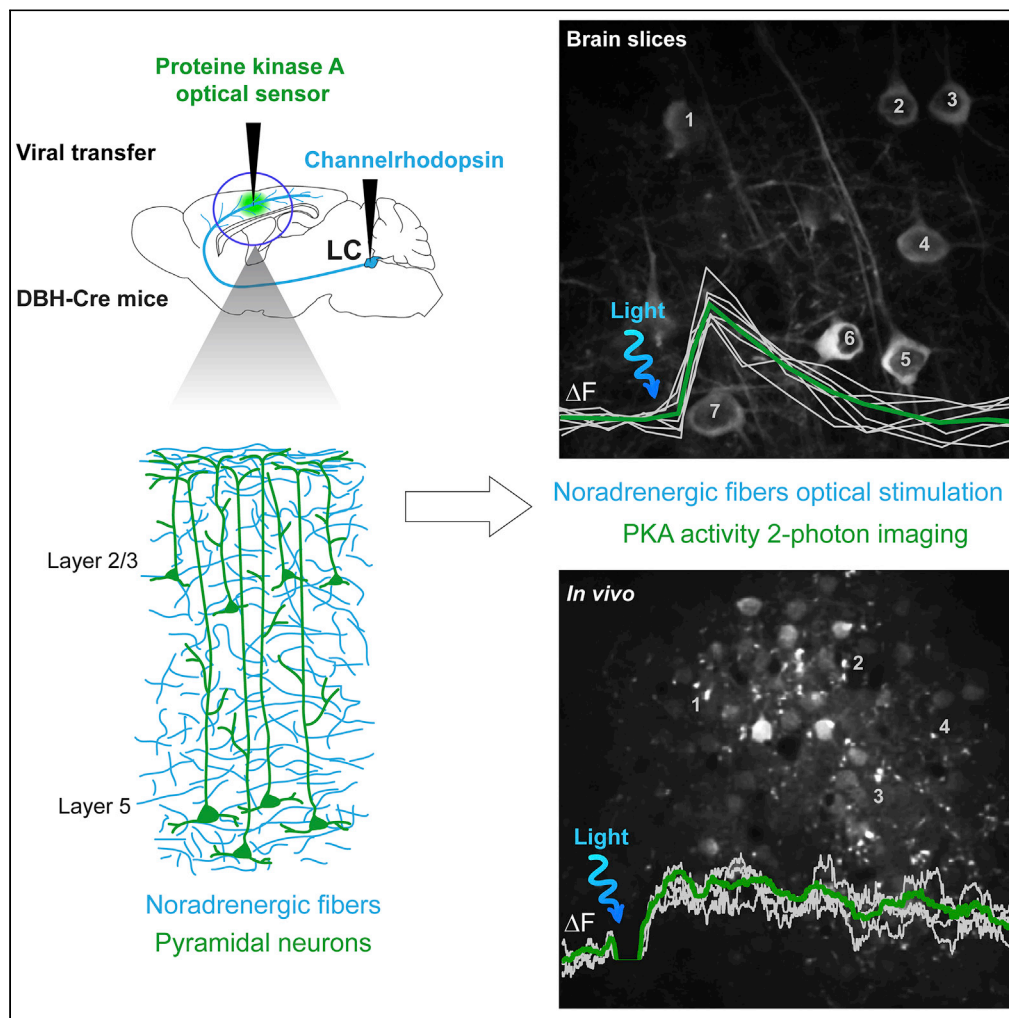 Proteine kinase A
optical sensor
Viral transfer
Channelrhodopsin
LC
DBH-Cre mice
Layer 2/3
Layer 5
Noradrenergic fibers
Pyramidal neurons
Brain slices
1
2
3
4
Light
6
5
ΔF
7
Noradrenergic fibers optical stimulation
PKA activity 2-photon imaging
In vivo
2
1
4
3
Light
ΔF